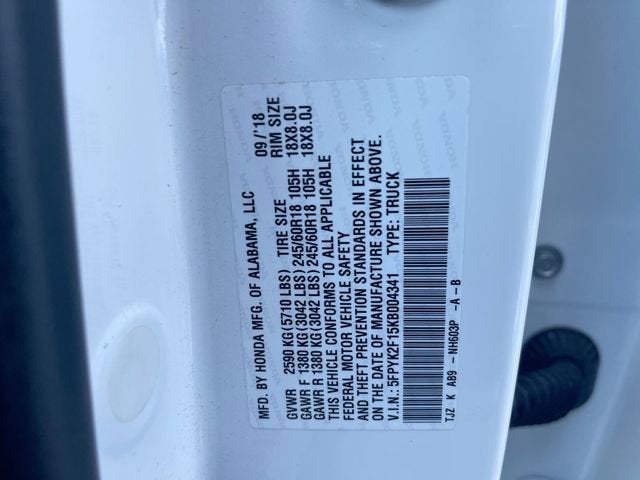 MFD. BY HONDA MFG. OF ALABAMA, LLC 09/'18
GVWR 2590 KG (5710 LBS) TIRE SIZE RIM SIZE
GAWR F 1380 KG (3042 LBS) 245/60R18 105H 18X8.0J
GAWR R 1380 KG (3042 LBS) 245/60R18 105H 18X8.0J
THIS VEHICLE CONFORMS TO ALL APPLICABLE
FEDERAL MOTOR VEHICLE SAFETY
AND THEFT PREVENTION STANDARDS IN EFFECT
ON THE DATE OF MANUFACTURE SHOWN ABOVE.
V.I.N.: 5FPYK2F15KB004341 TYPE: TRUCK
TJZ K AB9 -NH603P -A-B